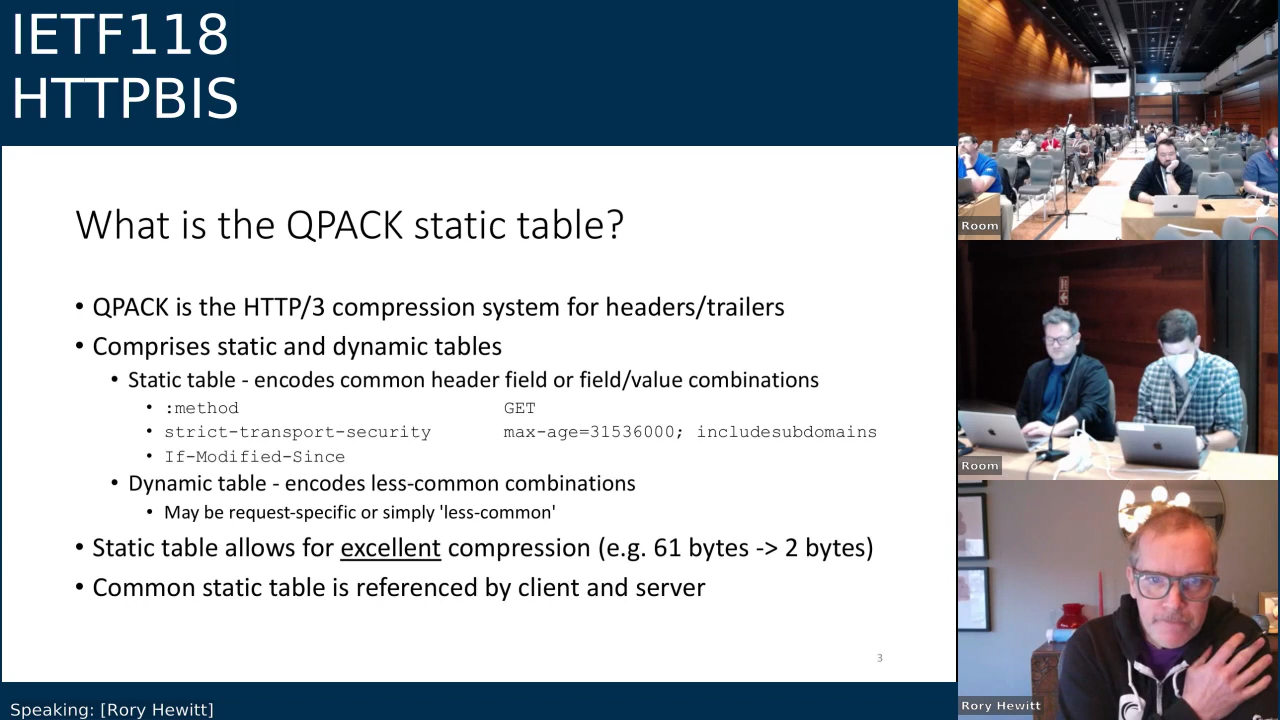 IETF118
HTTPBIS
What is the QPACK static table?
• QPACK is the HTTP/3 compression system for headers/trailers
• Comprises static and dynamic tables
• Static table - encodes common header field or field/value combinations
• :method GET
• strict-transport-security max-age=31536000; includesubdomains
• If-Modified-Since
• Dynamic table - encodes less-common combinations
• May be request-specific or simply 'less-common'
• Static table allows for excellent compression (e.g. 61 bytes -> 2 bytes)
• Common static table is referenced by client and server
3
Speaking: [Rory Hewitt]
Room
Room
Rory Hewitt